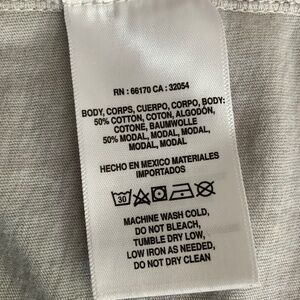 RN : 66170 CA : 32054
BODY, CORPS, CUERPO, CORPO, BODY:
50% COTTON, COTON, ALGODÓN,
COTONE, BAUMWOLLE
50% MODAL, MODAL, MODAL,
MODAL, MODAL
HECHO EN MEXICO MATERIALES
IMPORTADOS
30
MACHINE WASH COLD,
DO NOT BLEACH,
TUMBLE DRY LOW,
LOW IRON AS NEEDED,
DO NOT DRY CLEAN